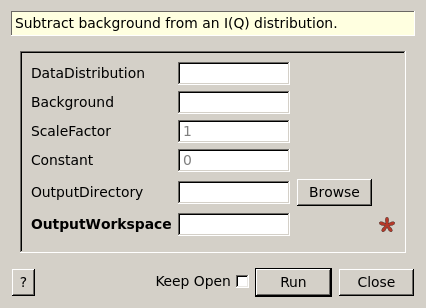 Subtract background from an I(Q) distribution.
DataDistribution
Background
ScaleFactor 1
Constant 0
OutputDirectory Browse
OutputWorkspace *
? Keep Open Run Close